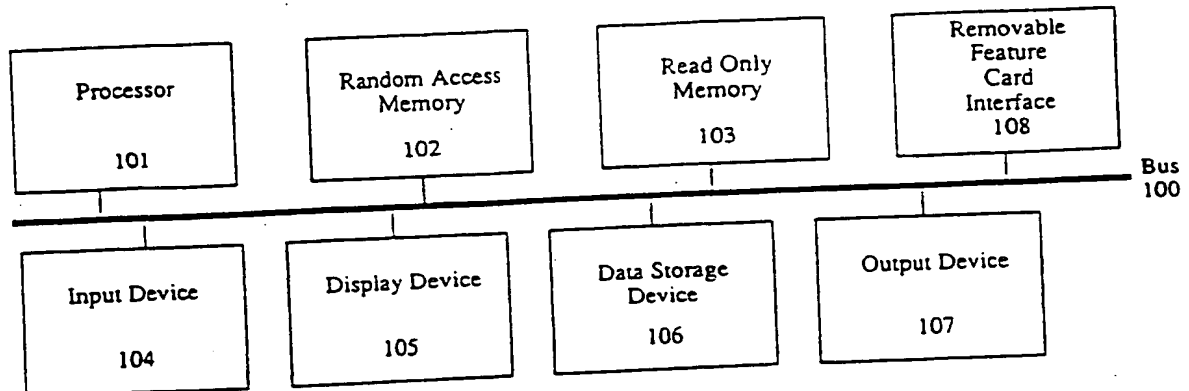 Processor
101
Random Access
Memory
102
Read Only
Memory
103
Removable
Feature
Card
Interface
108
Bus
100
Input Device
104
Display Device
105
Data Storage
Device
106
Output Device
107